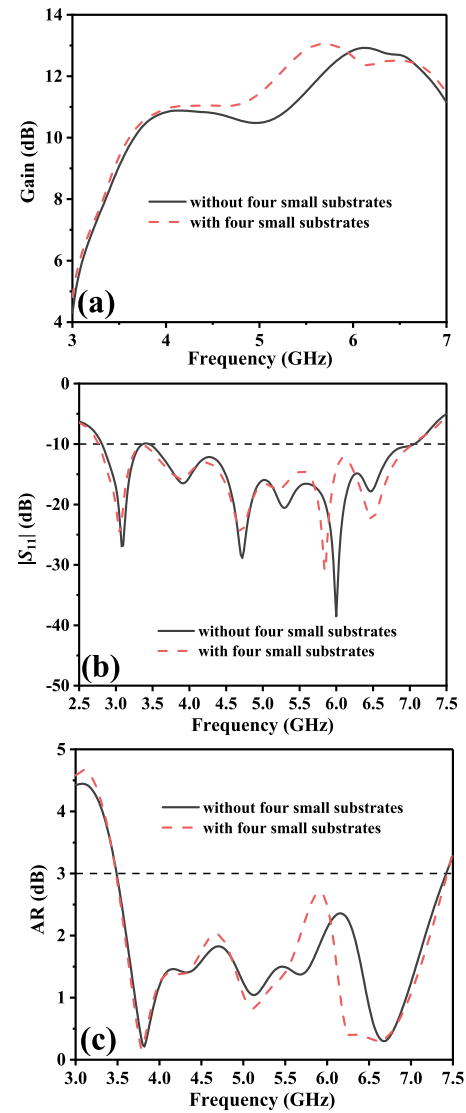 14
12
10
8
6
4
Gain (dB)
without four small substrates
with four small substrates
(a)
3 4 5 6 7
Frequency (GHz)
0
-10
-20
-30
-40
-50
|S11| (dB)
without four small substrates
with four small substrates
(b)
2.5 3.0 3.5 4.0 4.5 5.0 5.5 6.0 6.5 7.0 7.5
Frequency (GHz)
5
4
3
2
1
0
AR (dB)
without four small substrates
with four small substrates
(c)
3.0 3.5 4.0 4.5 5.0 5.5 6.0 6.5 7.0 7.5
Frequency (GHz)